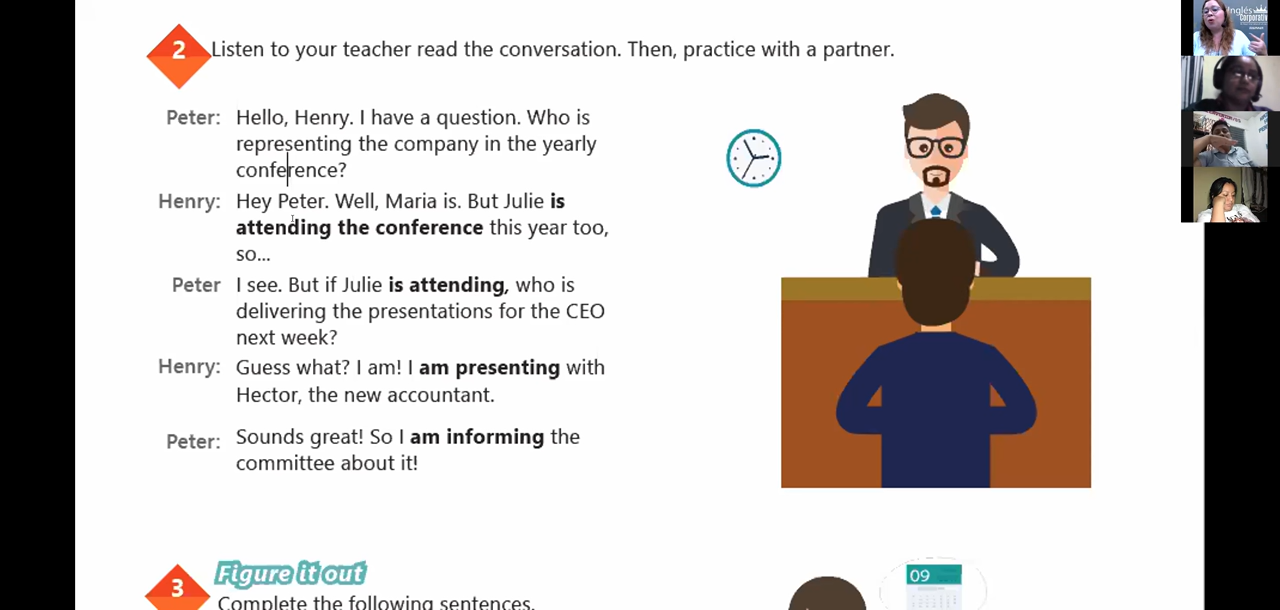 2 Listen to your teacher read the conversation. Then, practice with a partner.
Peter: Hello, Henry. I have a question. Who is
representing the company in the yearly
conference?
Henry: Hey Peter. Well, Maria is. But Julie is
attending the conference this year too,
so...
Peter I see. But if Julie is attending, who is
delivering the presentations for the CEO
next week?
Henry: Guess what? I am! I am presenting with
Hector, the new accountant.
Peter: Sounds great! So I am informing the
committee about it!
3 Figure it out
Complete the following sentences.
09
Inglés
Corporativo